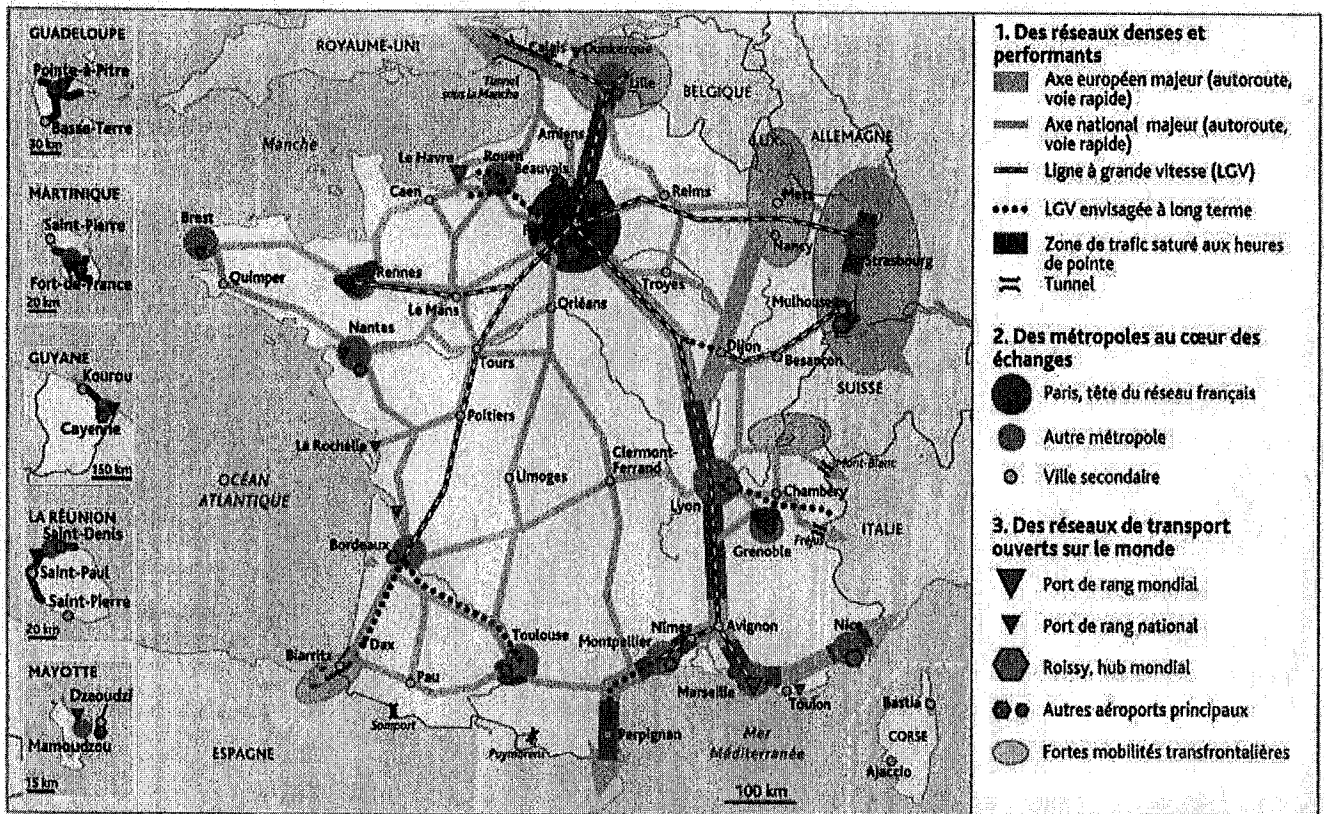 GUADELOUPE
Pointe-à-Pitre
Basse-Terre
30 km
MARTINIQUE
Saint-Pierre
Fort-de-France
20 km
GUYANE
Kourou
Cayenne
150 km
LA RÉUNION
Saint-Denis
Saint-Paul
Saint-Pierre
20 km
MAYOTTE
Dzaoudzi
Mamoudzou
15 km
ROYAUME-UNI
Calais
Dunkerque
Lille
Tunnel
sous la Manche
BELGIQUE
Manche
Amiens
LUX.
ALLEMAGNE
Le Havre
Rouen
Beauvais
Caen
Reims
Metz
Brest
Nancy
Strasbourg
Quimper
Rennes
Le Mans
Troyes
Orléans
Mulhouse
Nantes
Tours
Dijon
Besançon
SUISSE
Poitiers
La Rochelle
Limoges
Clermont-
Ferrand
Mont-Blanc
OCÉAN
ATLANTIQUE
Lyon
Chambéry
Fréjus
ITALIE
Grenoble
Bordeaux
Dax
Toulouse
Montpellier
Nîmes
Avignon
Nice
Biarritz
Pau
Marseille
Toulon
Somport
Puymorens
Perpignan
Mer
Méditerranée
Bastia
CORSE
Ajaccio
ESPAGNE
100 km
1. Des réseaux denses et
performants
Axe européen majeur (autoroute,
voie rapide)
Axe national majeur (autoroute,
voie rapide)
Ligne à grande vitesse (LGV)
LGV envisagée à long terme
Zone de trafic saturé aux heures
de pointe
Tunnel
2. Des métropoles au cœur des
échanges
Paris, tête du réseau français
Autre métropole
Ville secondaire
3. Des réseaux de transport
ouverts sur le monde
Port de rang mondial
Port de rang national
Roissy, hub mondial
Autres aéroports principaux
Fortes mobilités transfrontalières